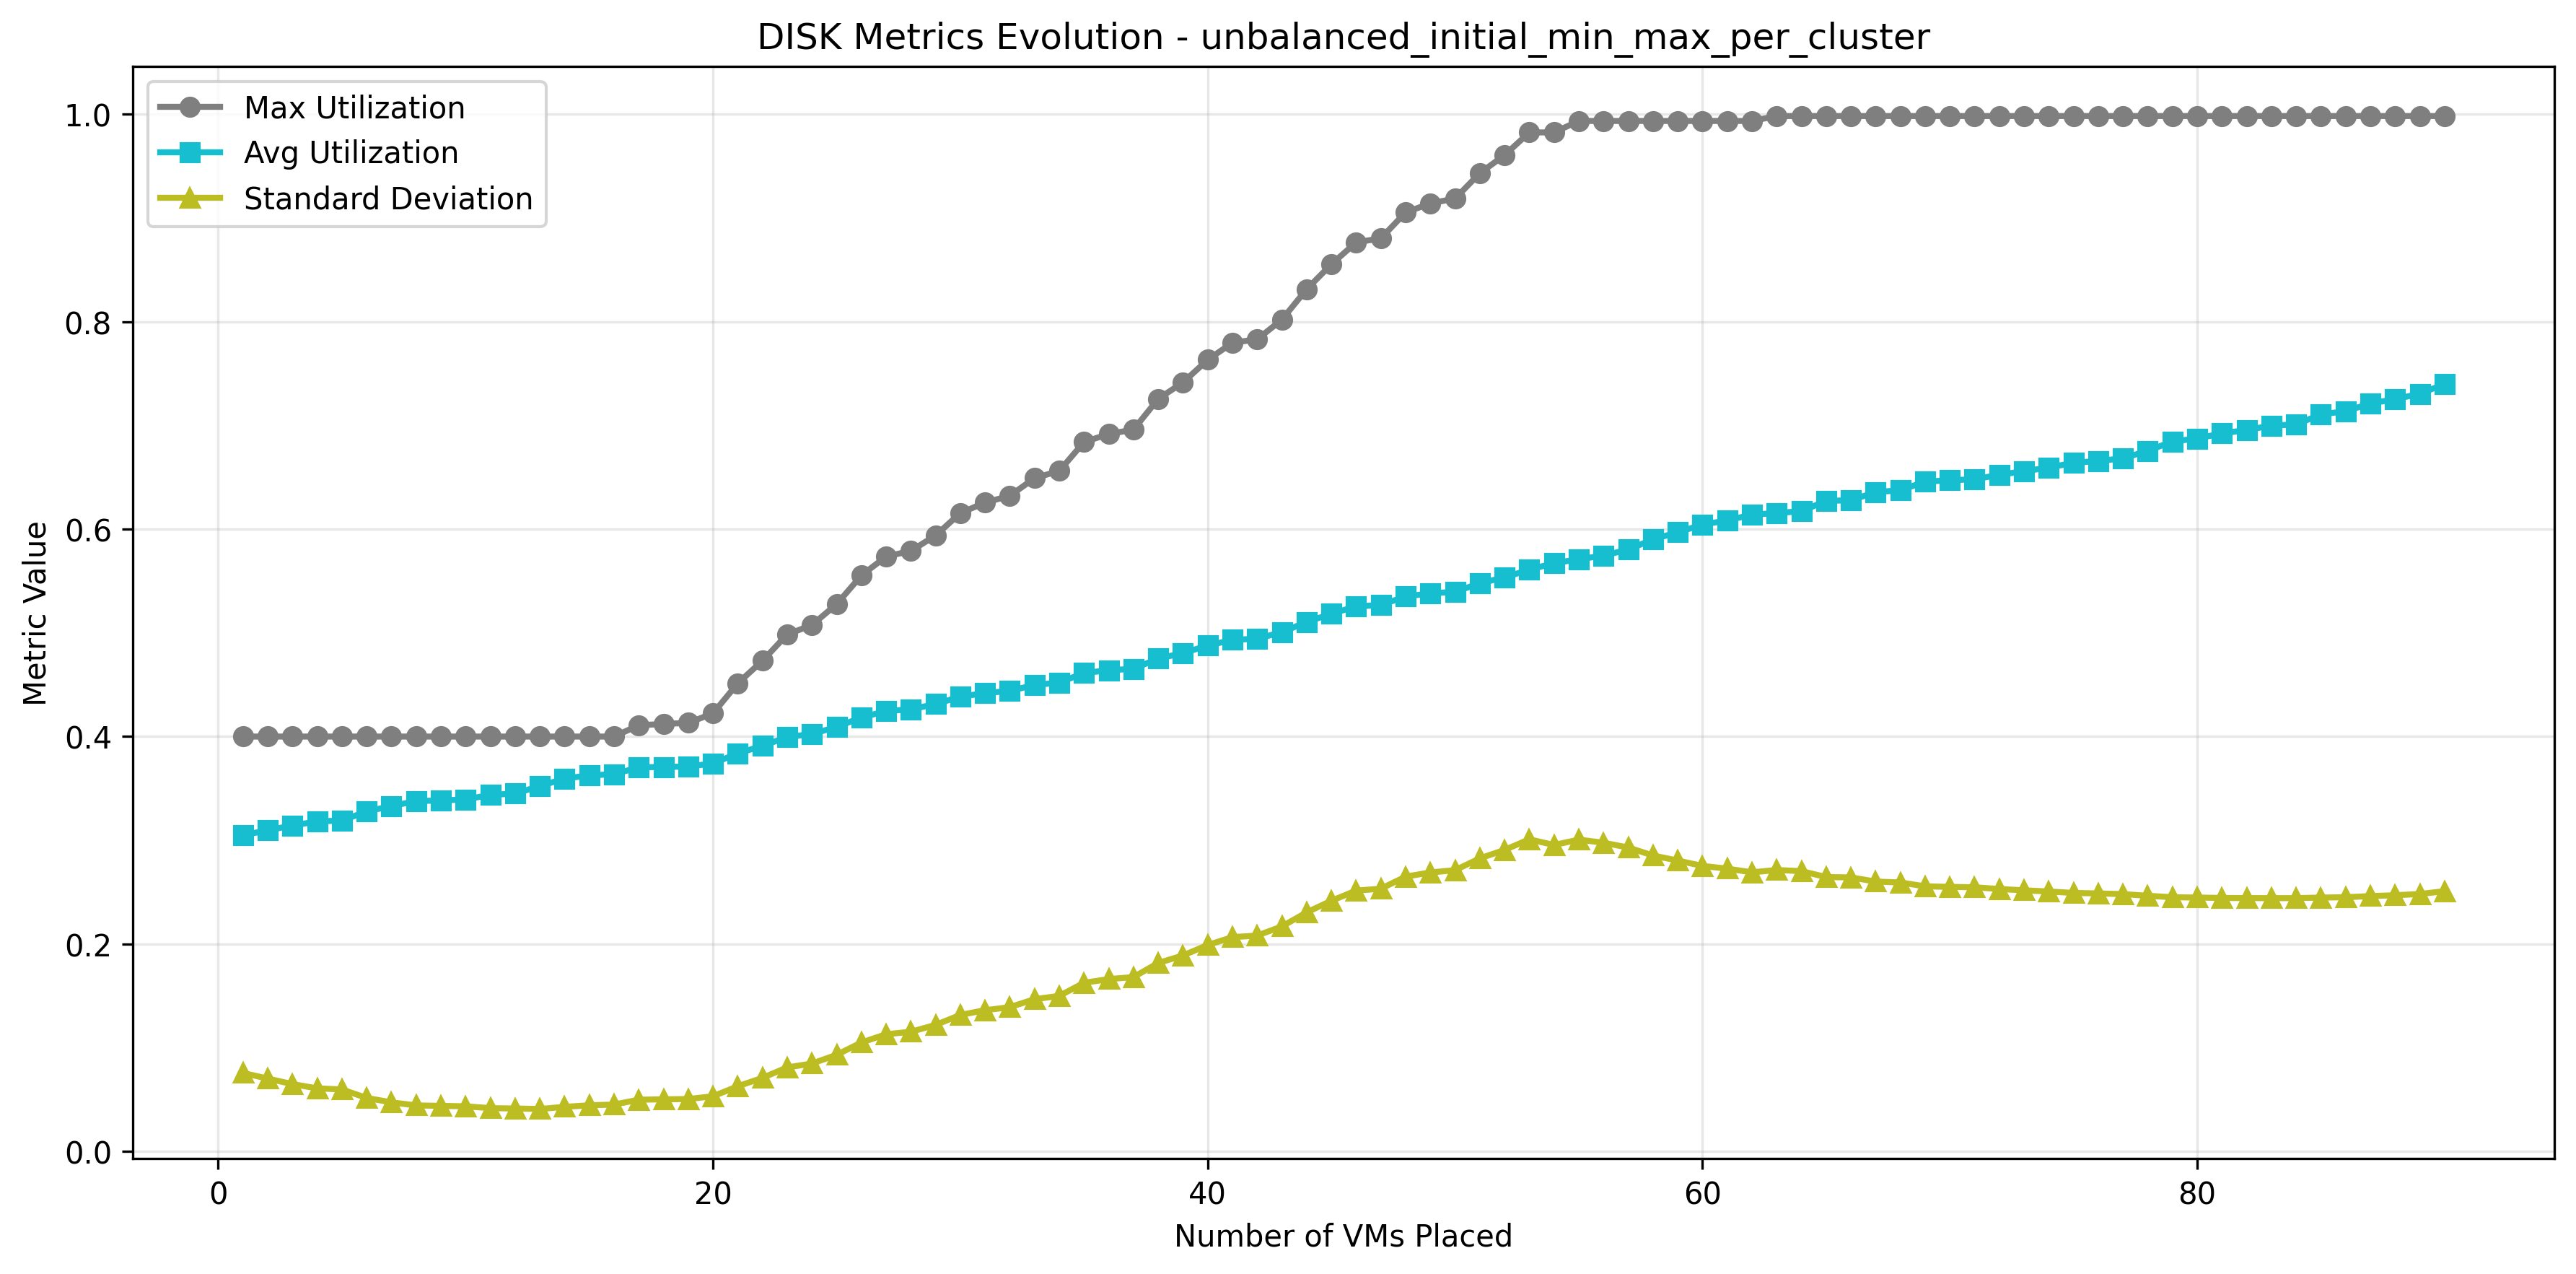 DISK Metrics Evolution - unbalanced_initial_min_max_per_cluster
Max Utilization
Avg Utilization
Standard Deviation
1.0
0.8
0.6
0.4
0.2
0.0
Metric Value
0 20 40 60 80
Number of VMs Placed